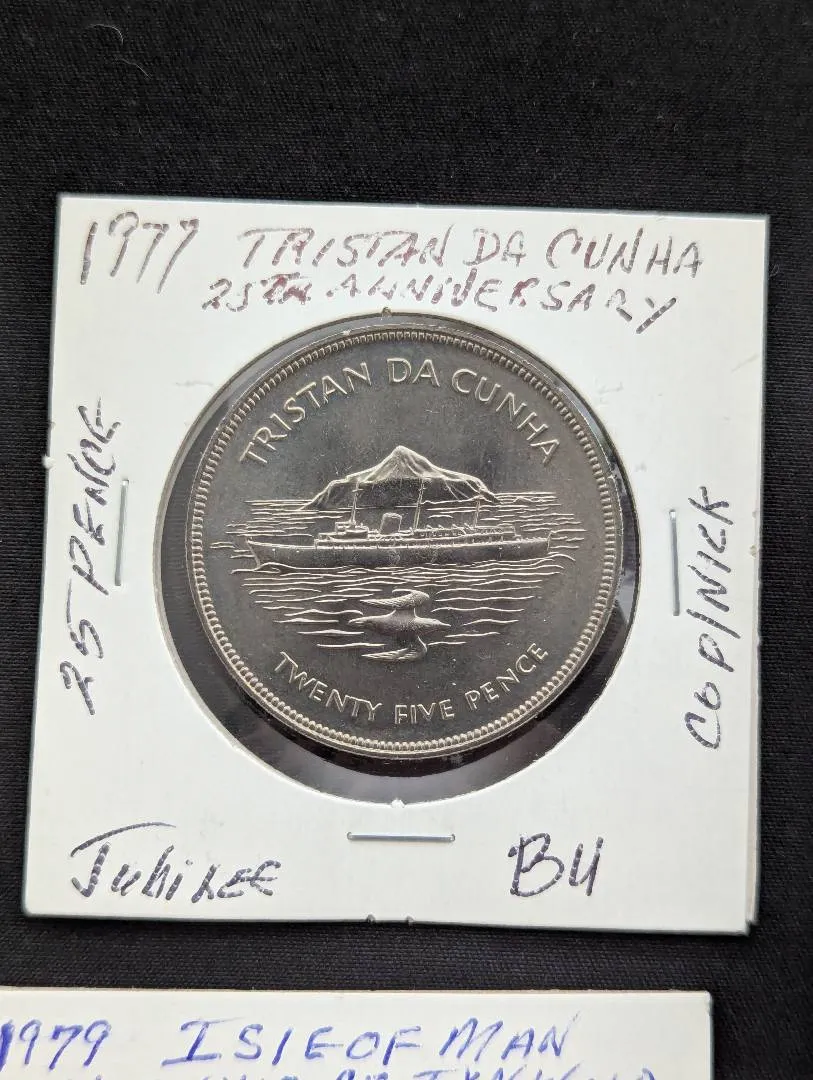 1977 TRISTAN DA CUNHA
25TH ANNIVERSARY
25 PENCE
TRISTAN DA CUNHA
TWENTY FIVE PENCE
COP/NICK
JUBILEE
BU
1979 ISLE OF MAN